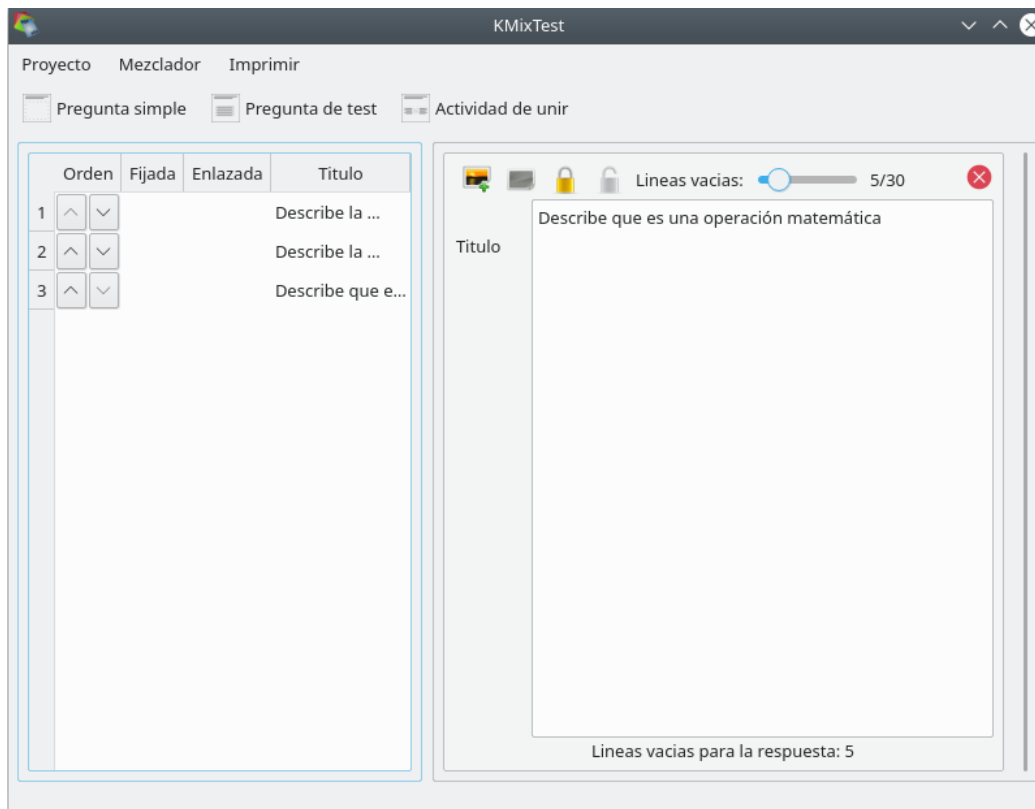 KMixTest
Proyecto Mezclador Imprimir
Pregunta simple Pregunta de test Actividad de unir
Orden Fijada Enlazada Titulo
1 Describe la ...
2 Describe la ...
3 Describe que e...
Lineas vacias: 5/30
Titulo
Describe que es una operación matemática
Lineas vacias para la respuesta: 5